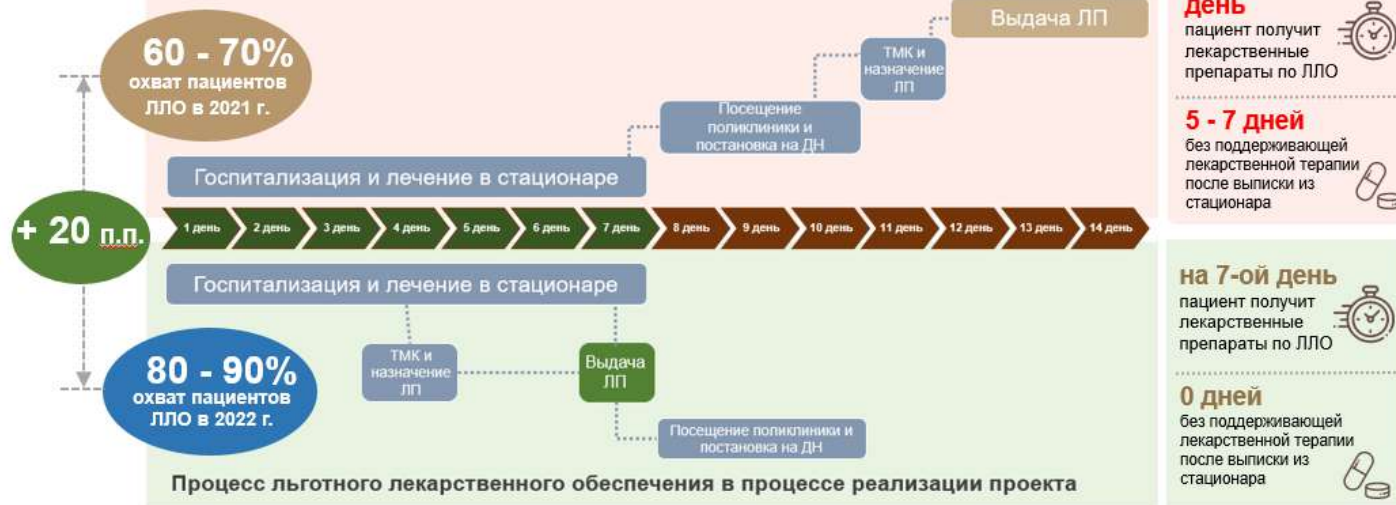 60 - 70%
охват пациентов
ЛЛО в 2021 г.
Выдача ЛП
ТМК и
назначение
ЛП
Посещение
поликлиники и
постановка на ДН
Госпитализация и лечение в стационаре
день
пациент получит
лекарственные
препараты по ЛЛО
5 - 7 дней
без поддерживающей
лекарственной терапии
после выписки из
стационара
+ 20 п.п.
1 день 2 день 3 день 4 день 5 день 6 день 7 день 8 день 9 день 10 день 11 день 12 день 13 день 14 день
Госпитализация и лечение в стационаре
ТМК и
назначение
ЛП
Выдача
ЛП
Посещение поликлиники и
постановка на ДН
80 - 90%
охват пациентов
ЛЛО в 2022 г.
на 7-ой день
пациент получит
лекарственные
препараты по ЛЛО
0 дней
без поддерживающей
лекарственной терапии
после выписки из
стационара
Процесс льготного лекарственного обеспечения в процессе реализации проекта